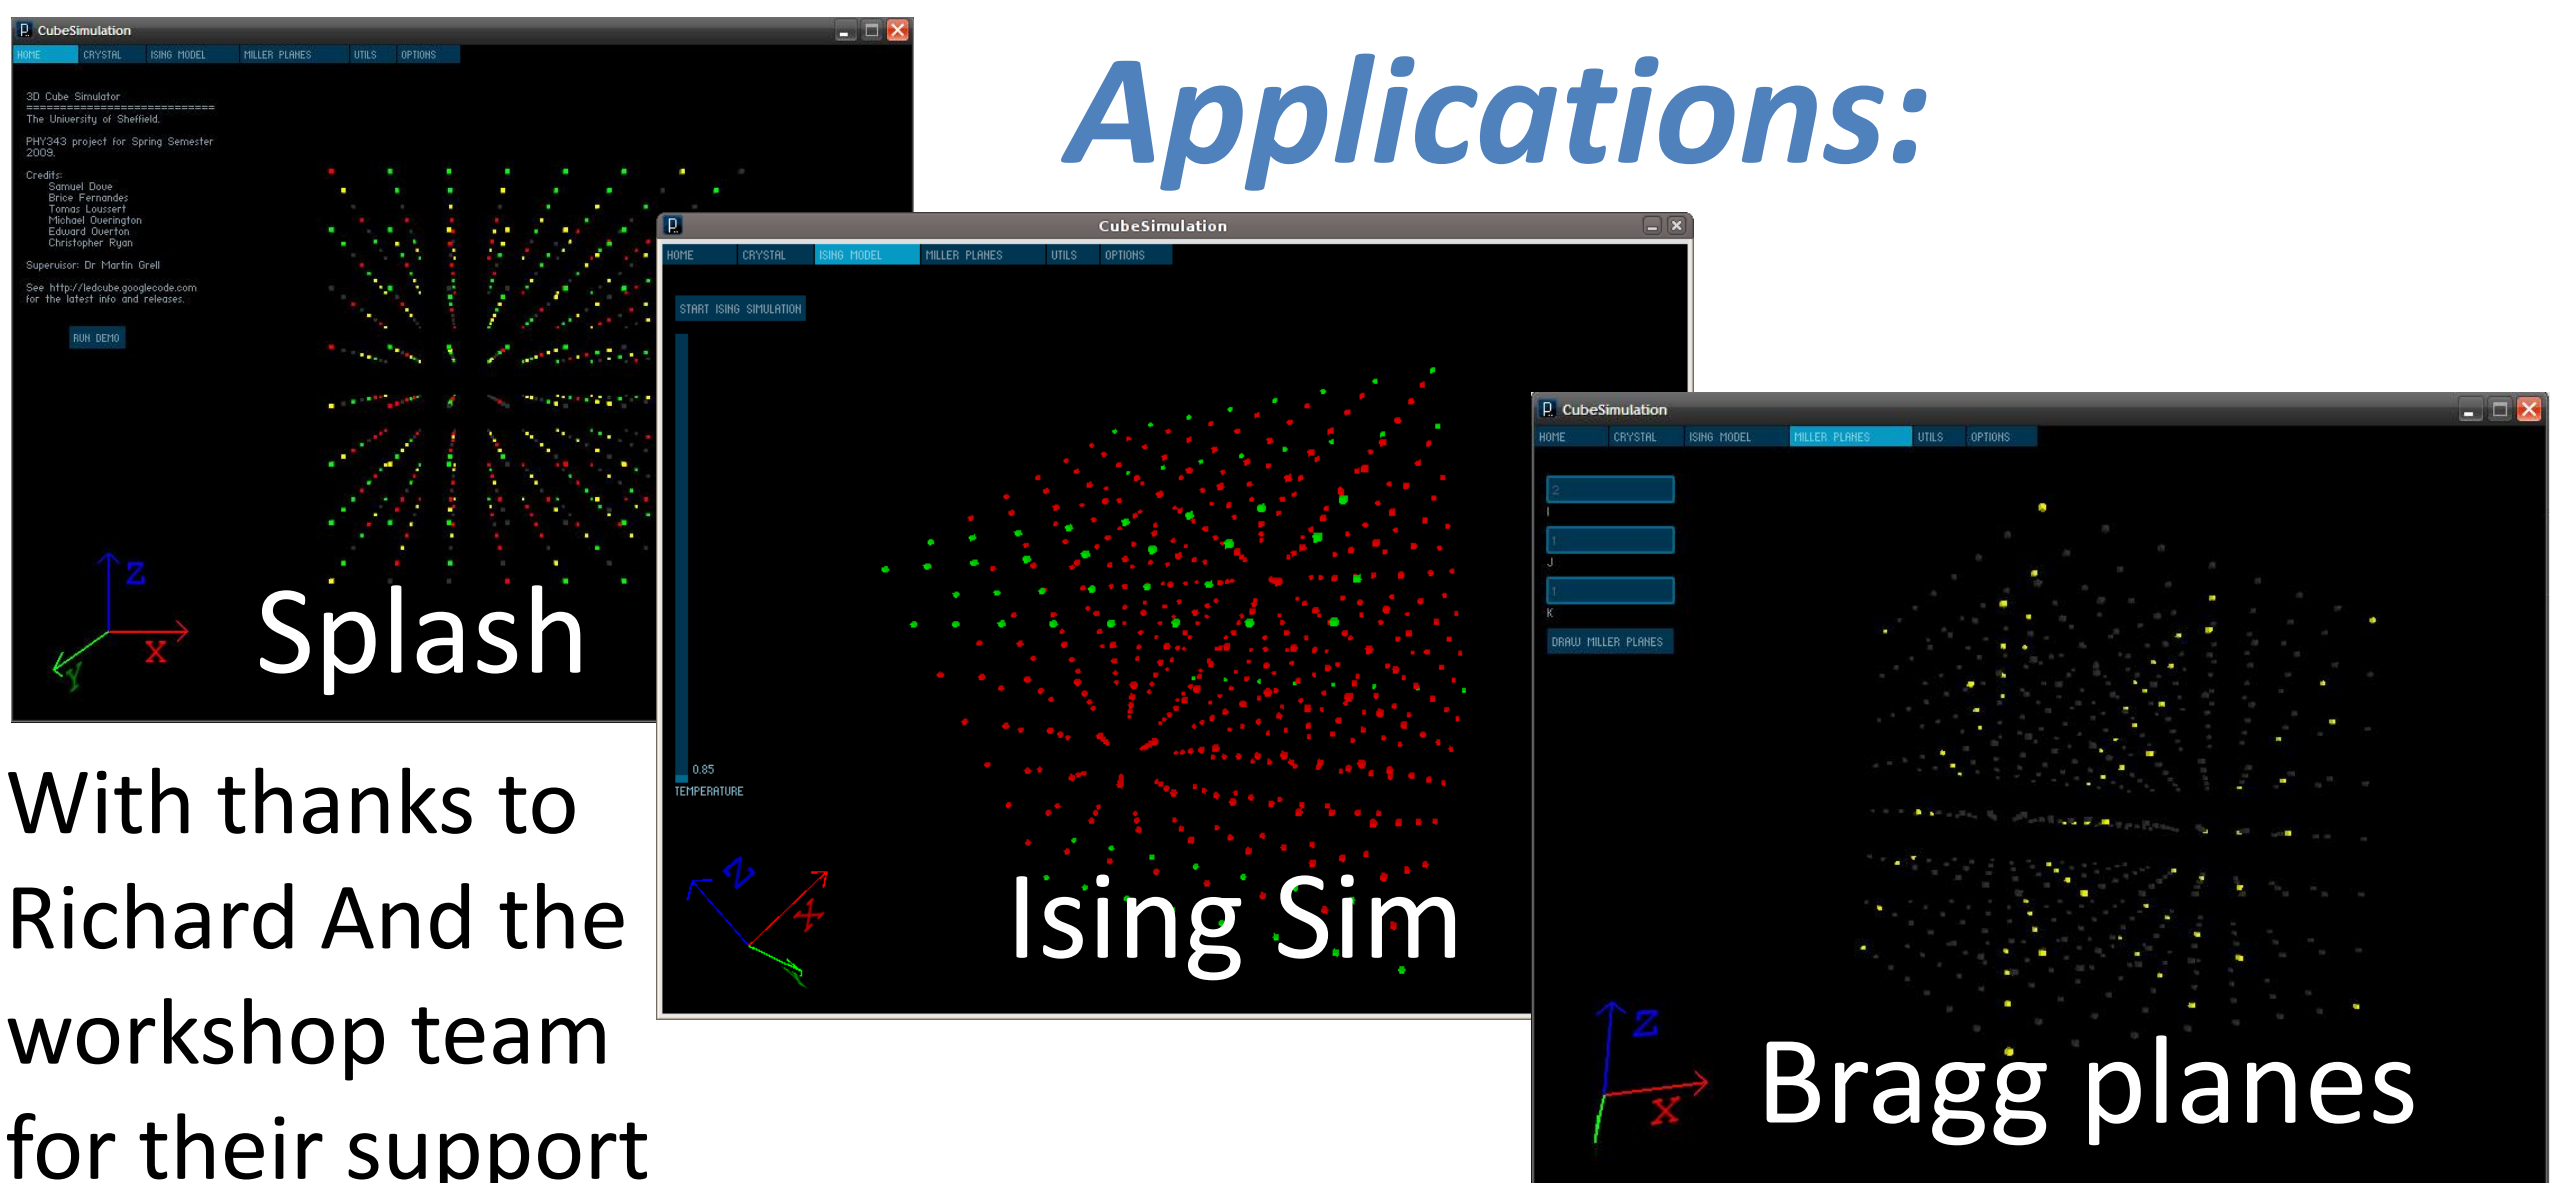 CubeSimulation
HOME CRYSTAL ISING MODEL MILLER PLANES UTILS OPTIONS
3D Cube Simulator
============================
The University of Sheffield.
PHY343 project for Spring Semester
2009.
Credits:
Samuel Dove
Brice Fernandes
Tomas Loussert
Michael Overington
Edward Overton
Christopher Ryan
Supervisor: Dr Martin Grell
See http://ledcube.googlecode.com
for the latest info and releases.
RUN DEMO
Z
X
Y
Splash
Applications:
CubeSimulation
HOME CRYSTAL ISING MODEL MILLER PLANES UTILS OPTIONS
START ISING SIMULATION
0.85
TEMPERATURE
Z
X
Y
Ising Sim
CubeSimulation
HOME CRYSTAL ISING MODEL MILLER PLANES UTILS OPTIONS
2
I
1
J
1
K
DRAW MILLER PLANES
Z
X
Bragg planes
With thanks to
Richard And the
workshop team
for their support